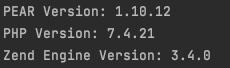 PEAR Version: 1.10.12
PHP Version: 7.4.21
Zend Engine Version: 3.4.0